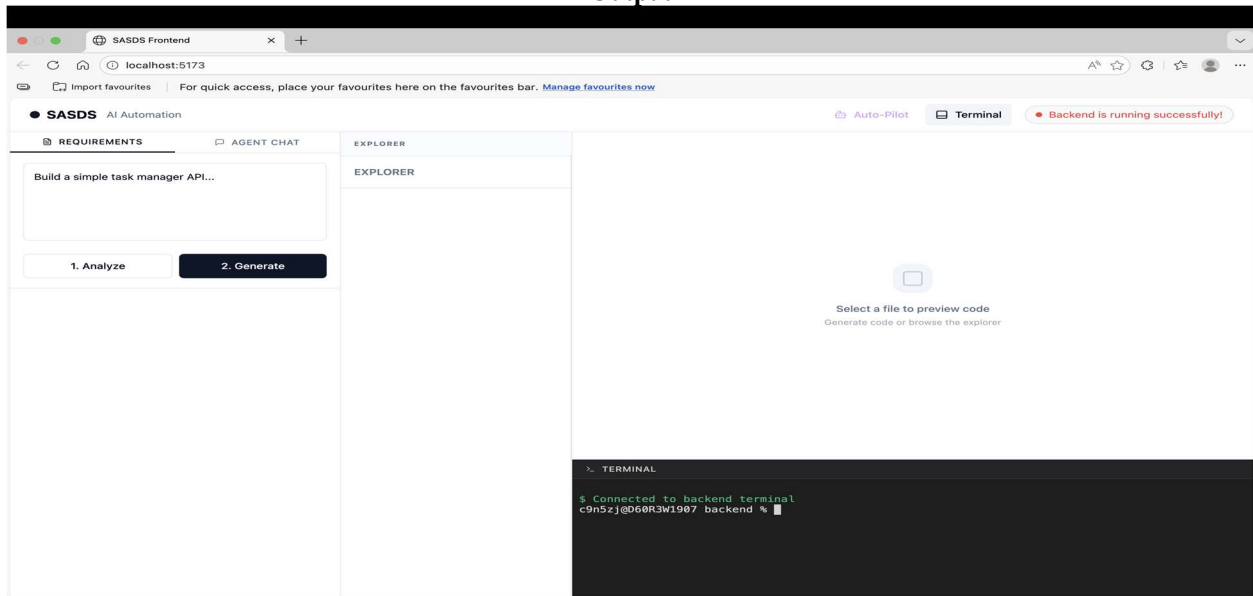 SASDS Frontend
localhost:5173
Import favourites
For quick access, place your favourites here on the favourites bar. Manage favourites now
SASDS AI Automation
Auto-Pilot
Terminal
Backend is running successfully!
REQUIREMENTS
AGENT CHAT
Build a simple task manager API...
1. Analyze
2. Generate
EXPLORER
EXPLORER
Select a file to preview code
Generate code or browse the explorer
>_ TERMINAL
$ Connected to backend terminal
c9n5zj@D60R3W1907 backend %